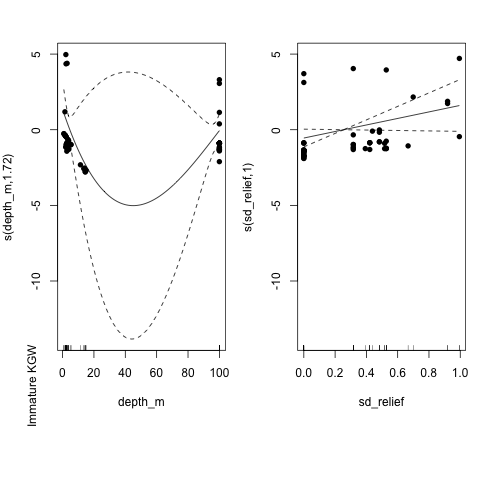 5
0
-5
-10
s(depth_m,1.72)
0 20 40 60 80 100
depth_m
Immature KGW
5
0
-5
-10
s(sd_relief,1)
0.0 0.2 0.4 0.6 0.8 1.0
sd_relief